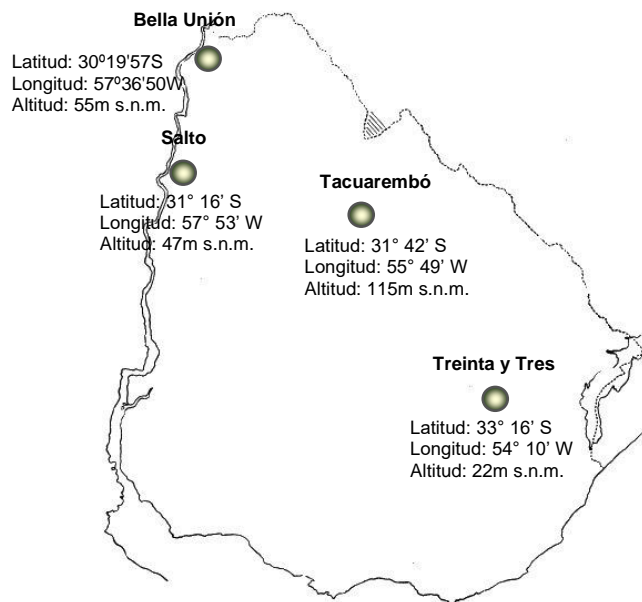 Bella Unión
Latitud: 30º19'57S
Longitud: 57º36'50W
Altitud: 55m s.n.m.
Salto
Latitud: 31° 16’ S
Longitud: 57° 53’ W
Altitud: 47m s.n.m.
Tacuarembó
Latitud: 31° 42’ S
Longitud: 55° 49’ W
Altitud: 115m s.n.m.
Treinta y Tres
Latitud: 33° 16’ S
Longitud: 54° 10’ W
Altitud: 22m s.n.m.